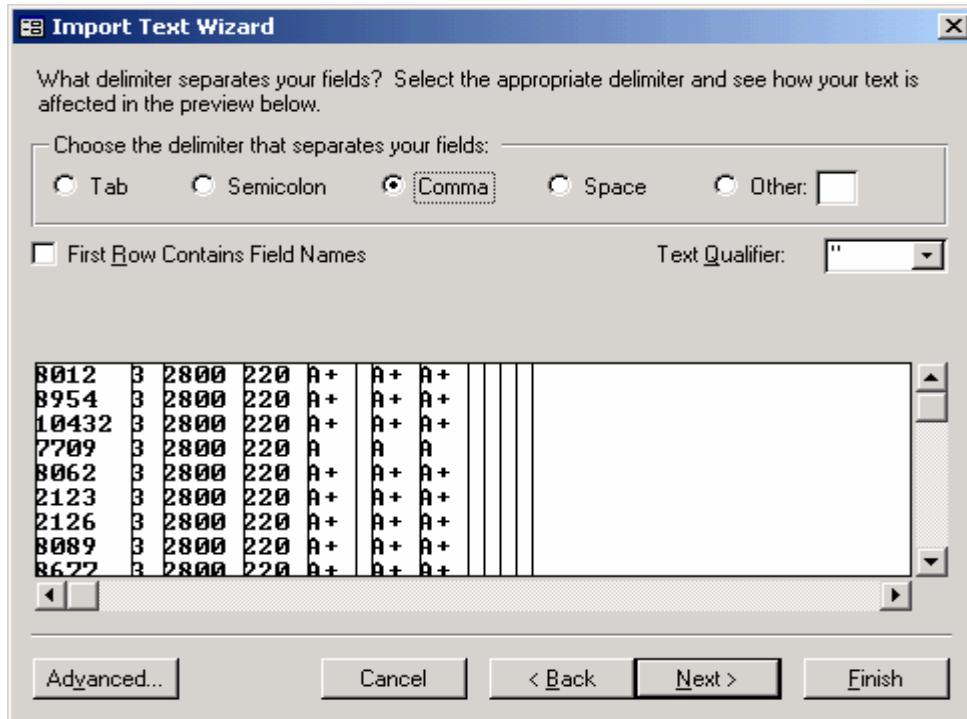 Import Text Wizard
What delimiter separates your fields?  Select the appropriate delimiter and see how your text is
affected in the preview below.
Choose the delimiter that separates your fields:
Tab Semicolon Comma Space Other:
First Row Contains Field Names Text Qualifier: "
8012 3 2800 220 A+ A+ A+
8954 3 2800 220 A+ A+ A+
10432 3 2800 220 A+ A+ A+
7709 3 2800 220 A A A
8062 3 2800 220 A+ A+ A+
2123 3 2800 220 A+ A+ A+
2126 3 2800 220 A+ A+ A+
8089 3 2800 220 A+ A+ A+
8677 3 2800 220 A+ A+ A+
Advanced... Cancel < Back Next > Finish